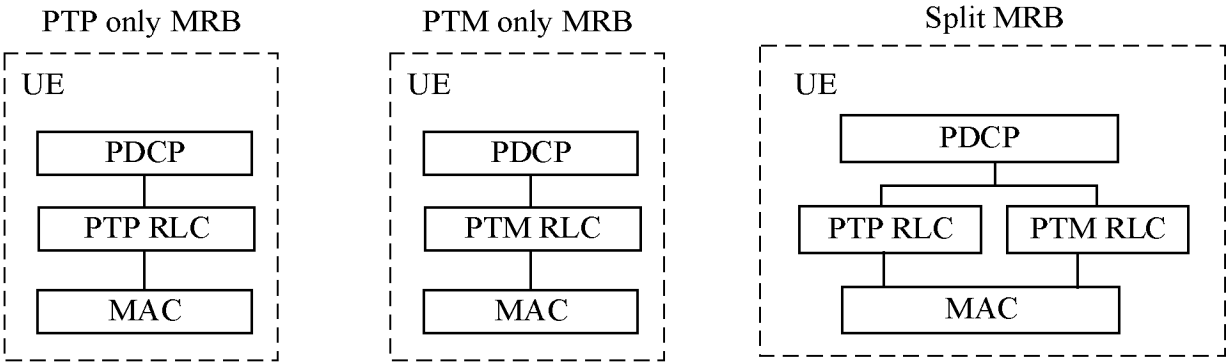 PTP only MRB
UE
PDCP
PTP RLC
MAC
PTM only MRB
UE
PDCP
PTM RLC
MAC
Split MRB
UE
PDCP
PTP RLC
PTM RLC
MAC